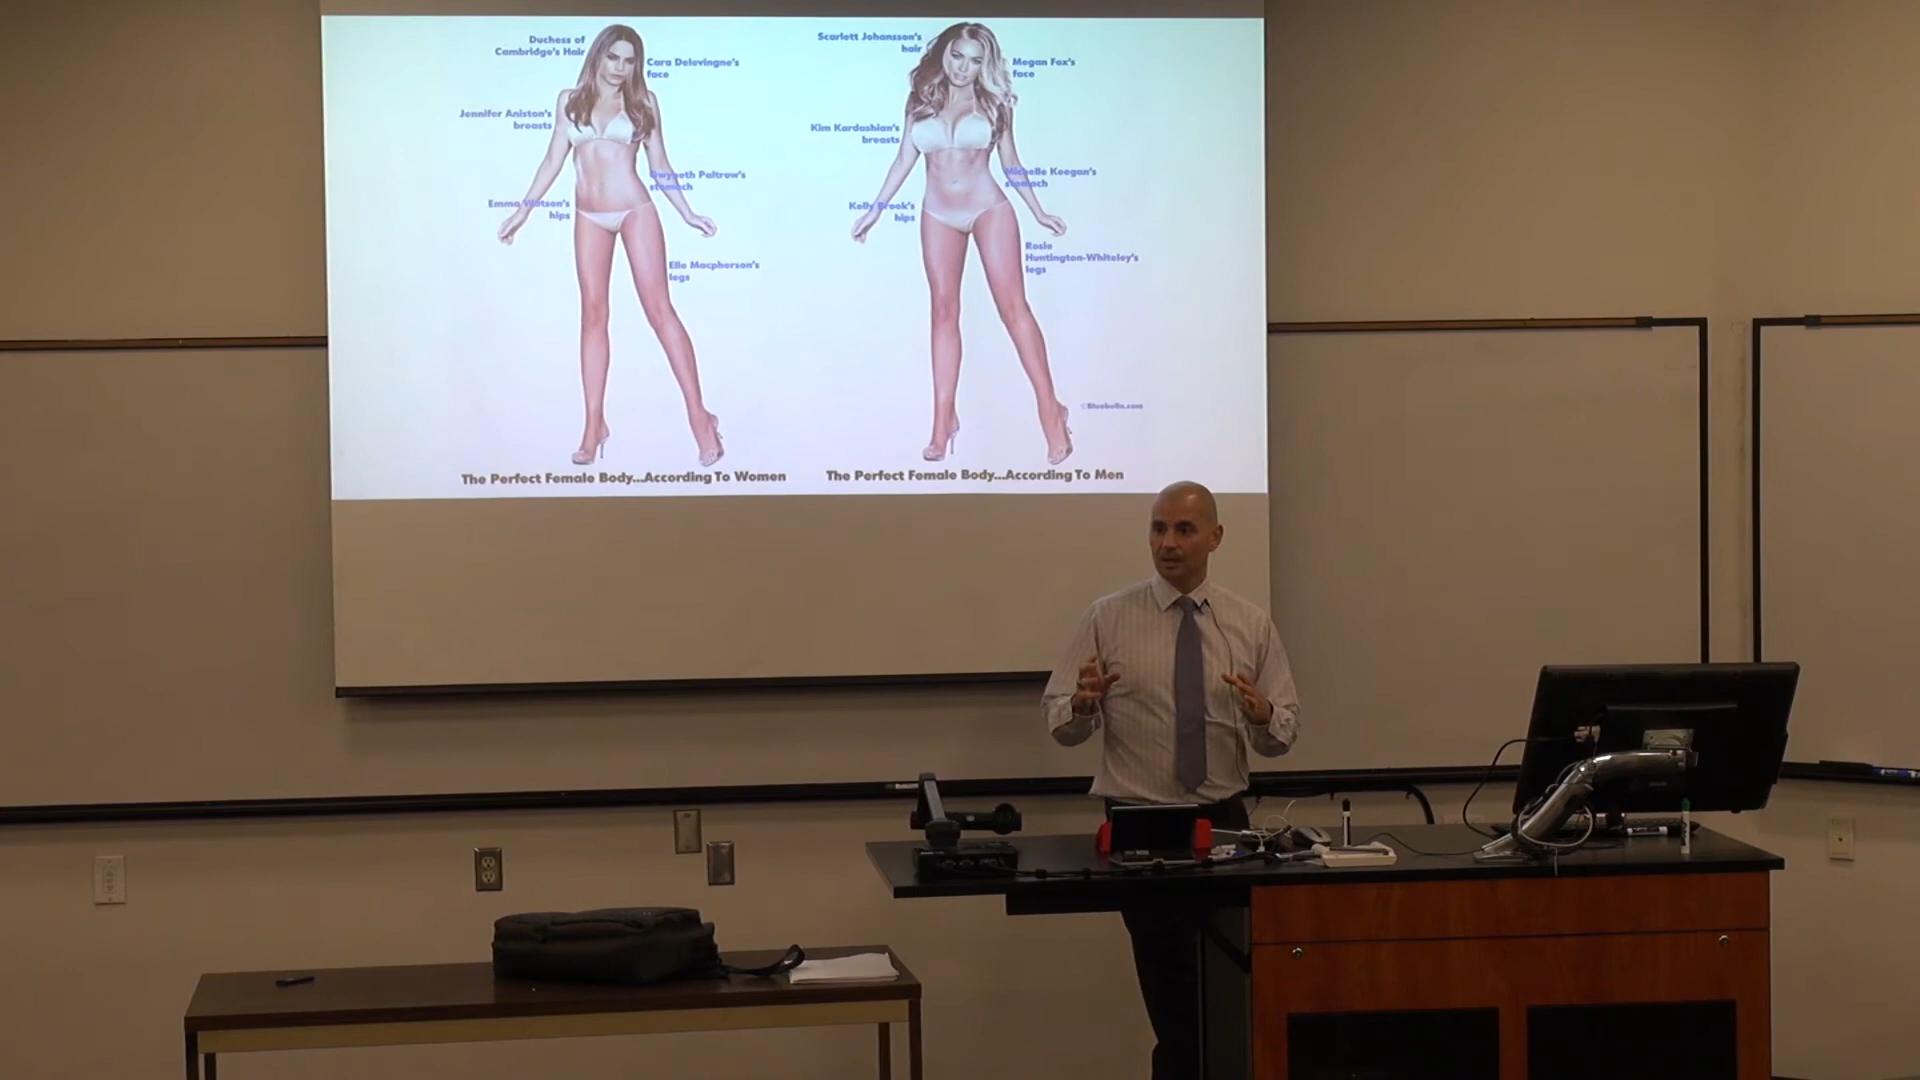 Duchess of
Cambridge's Hair
Cara Delevingne's
face
Jennifer Aniston's
breasts
Gwyneth Paltrow's
stomach
Emma Watson's
hips
Elle Macpherson's
legs
The Perfect Female Body...According To Women
Scarlett Johansson's
hair
Megan Fox's
face
Kim Kardashian's
breasts
Michelle Keegan's
stomach
Kelly Brook's
hips
Rosie
Huntington-Whiteley's
legs
©Bluebella.com
The Perfect Female Body...According To Men